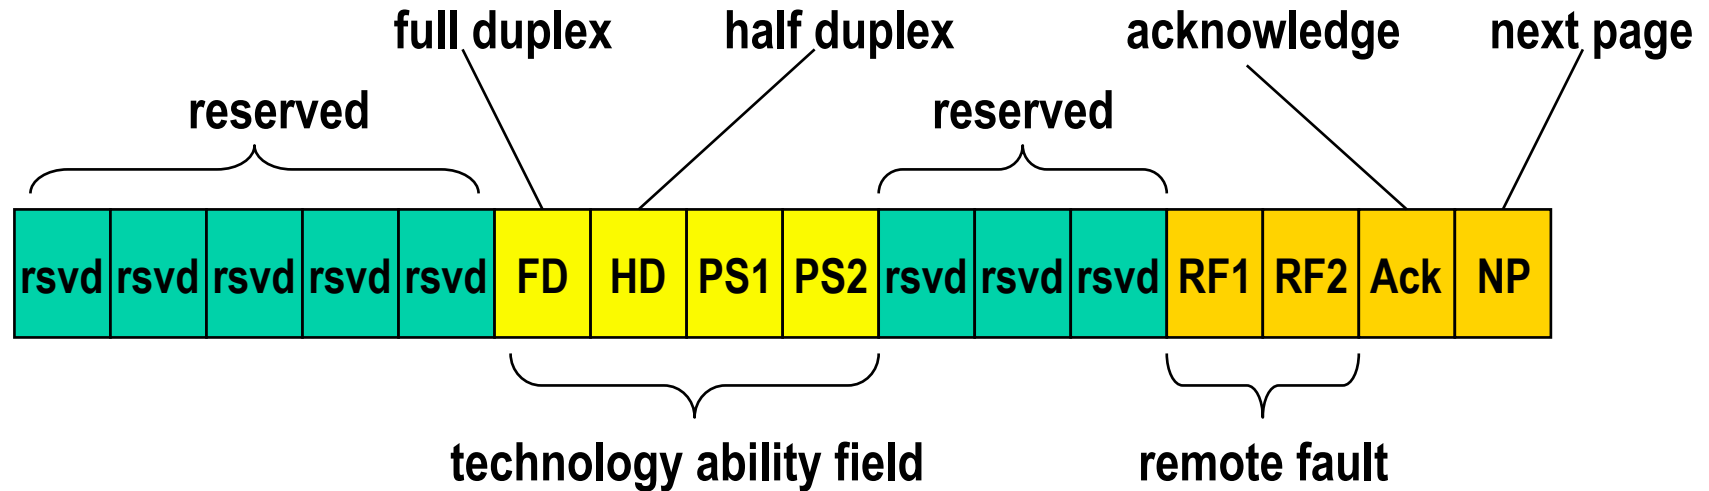 full duplex half duplex acknowledge next page
reserved reserved
rsvd rsvd rsvd rsvd rsvd FD HD PS1 PS2 rsvd rsvd rsvd RF1 RF2 Ack NP
technology ability field remote fault